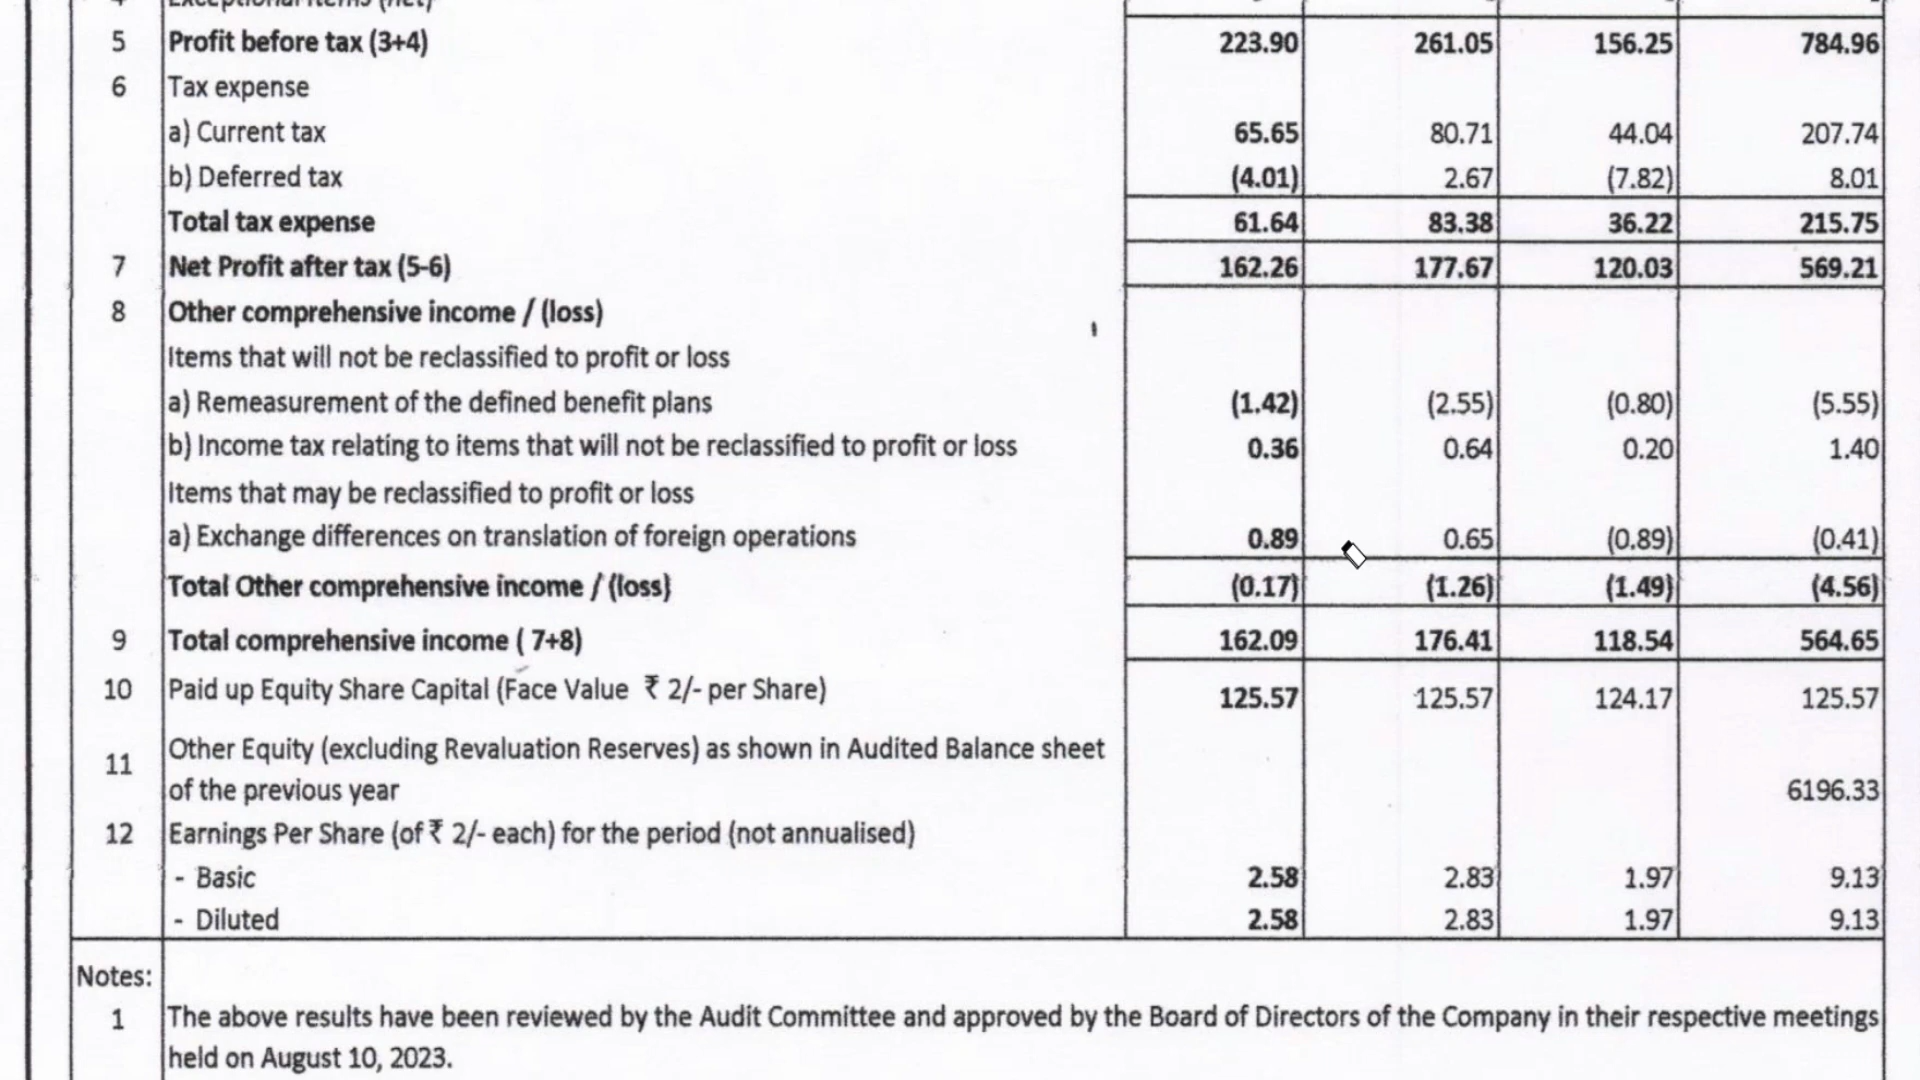 4 Exceptional items (net)
5 Profit before tax (3+4) 223.90 261.05 156.25 784.96
6 Tax expense
a) Current tax 65.65 80.71 44.04 207.74
b) Deferred tax (4.01) 2.67 (7.82) 8.01
Total tax expense 61.64 83.38 36.22 215.75
7 Net Profit after tax (5-6) 162.26 177.67 120.03 569.21
8 Other comprehensive income / (loss)
Items that will not be reclassified to profit or loss
a) Remeasurement of the defined benefit plans (1.42) (2.55) (0.80) (5.55)
b) Income tax relating to items that will not be reclassified to profit or loss 0.36 0.64 0.20 1.40
Items that may be reclassified to profit or loss
a) Exchange differences on translation of foreign operations 0.89 0.65 (0.89) (0.41)
Total Other comprehensive income / (loss) (0.17) (1.26) (1.49) (4.56)
9 Total comprehensive income ( 7+8) 162.09 176.41 118.54 564.65
10 Paid up Equity Share Capital (Face Value ₹ 2/- per Share) 125.57 125.57 124.17 125.57
11 Other Equity (excluding Revaluation Reserves) as shown in Audited Balance sheet
of the previous year 6196.33
12 Earnings Per Share (of ₹ 2/- each) for the period (not annualised)
- Basic 2.58 2.83 1.97 9.13
- Diluted 2.58 2.83 1.97 9.13
Notes:
1 The above results have been reviewed by the Audit Committee and approved by the Board of Directors of the Company in their respective meetings
held on August 10, 2023.